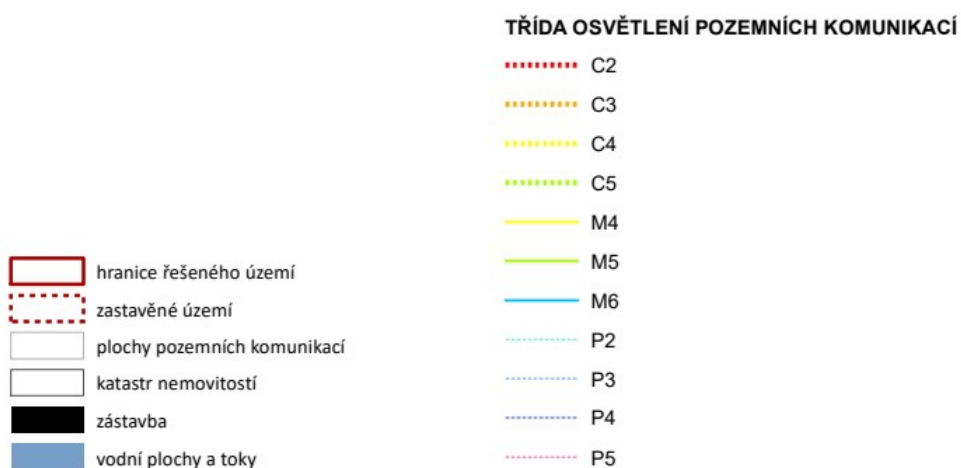 TŘÍDA OSVĚTLENÍ POZEMNÍCH KOMUNIKACÍ
C2
C3
C4
C5
M4
M5
M6
P2
P3
P4
P5
hranice řešeného území
zastavěné území
plochy pozemních komunikací
katastr nemovitostí
zástavba
vodní plochy a toky